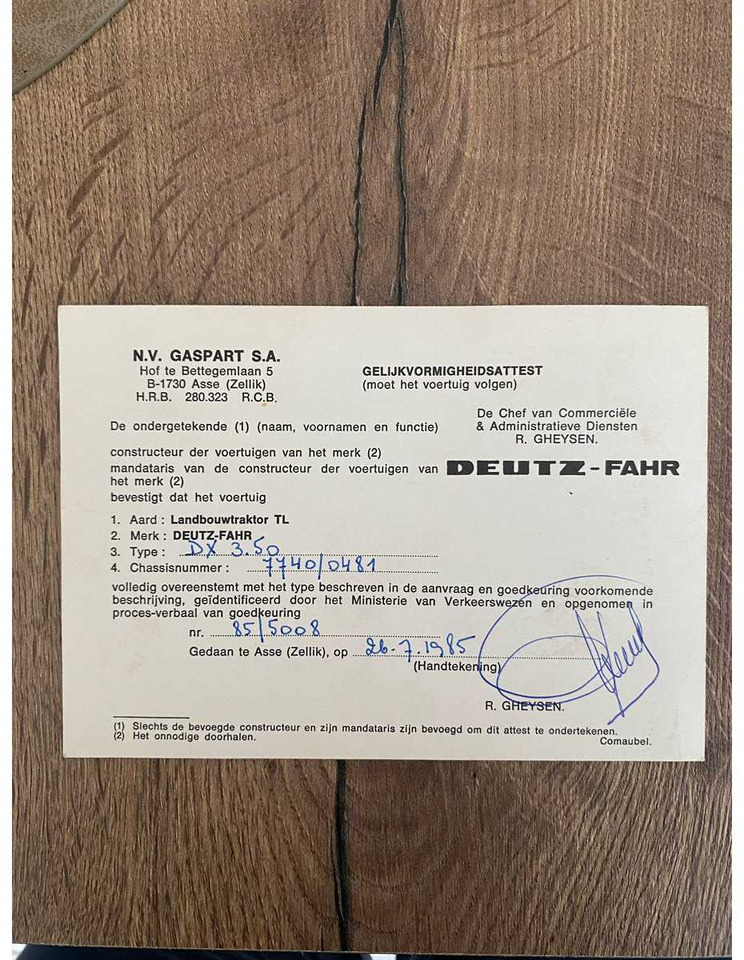 N.V. GASPART S.A.
Hof te Bettegemlaan 5
B-1730 Asse (Zellik)
H.R.B. 280.323 R.C.B.
GELIJKVORMIGHEIDSATTEST
(moet het voertuig volgen)
De ondergetekende (1) (naam, voornamen en functie)
De Chef van Commerciële
& Administratieve Diensten
R. GHEYSEN.
constructeur der voertuigen van het merk (2)
mandataris van de constructeur der voertuigen van
het merk (2)
DEUTZ-FAHR
bevestigt dat het voertuig
1. Aard : Landbouwtraktor TL
2. Merk : DEUTZ-FAHR
3. Type : DX 3.50
4. Chassisnummer : 7740/0481
volledig overeenstemt met het type beschreven in de aanvraag en goedkeuring voorkomende
beschrijving, geïdentificeerd door het Ministerie van Verkeerswezen en opgenomen in
proces-verbaal van goedkeuring
nr. 85/5008
Gedaan te Asse (Zellik), op 26-7.1985
(Handtekening)
R. GHEYSEN.
(1) Slechts de bevoegde constructeur en zijn mandataris zijn bevoegd om dit attest te ondertekenen.
(2) Het onnodige doorhalen.
Comaubel.